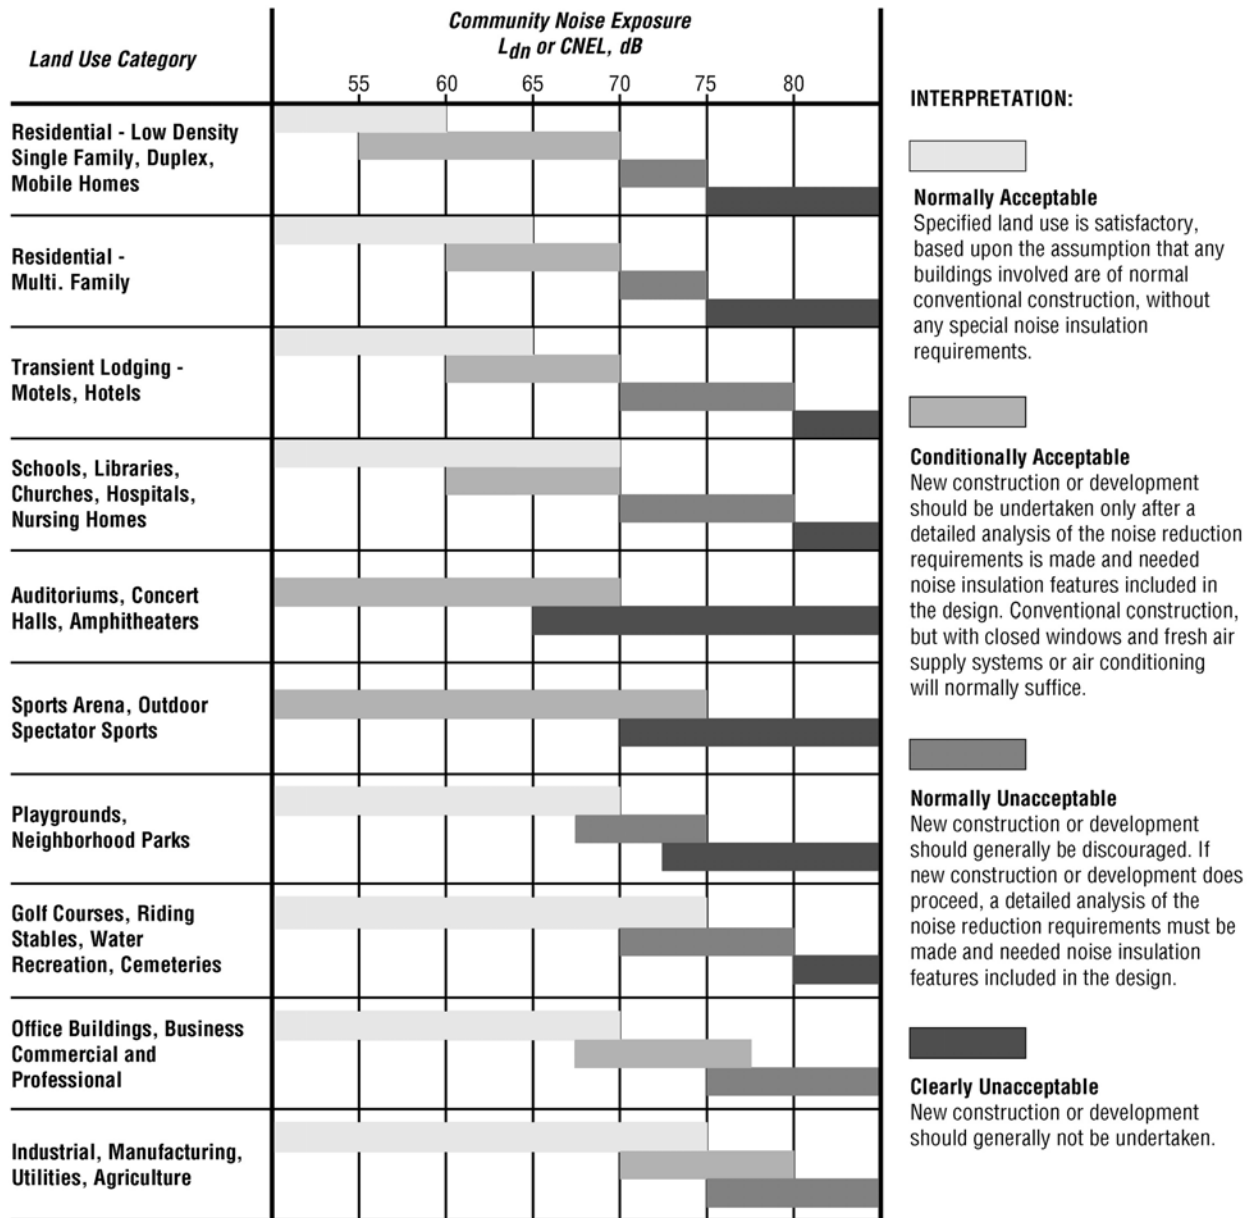 Community Noise Exposure
Ldn or CNEL, dB
Land Use Category
55 60 65 70 75 80
Residential - Low Density
Single Family, Duplex,
Mobile Homes
Residential -
Multi. Family
Transient Lodging -
Motels, Hotels
Schools, Libraries,
Churches, Hospitals,
Nursing Homes
Auditoriums, Concert
Halls, Amphitheaters
Sports Arena, Outdoor
Spectator Sports
Playgrounds,
Neighborhood Parks
Golf Courses, Riding
Stables, Water
Recreation, Cemeteries
Office Buildings, Business
Commercial and
Professional
Industrial, Manufacturing,
Utilities, Agriculture
INTERPRETATION:
Normally Acceptable
Specified land use is satisfactory,
based upon the assumption that any
buildings involved are of normal
conventional construction, without
any special noise insulation
requirements.
Conditionally Acceptable
New construction or development
should be undertaken only after a
detailed analysis of the noise reduction
requirements is made and needed
noise insulation features included in
the design. Conventional construction,
but with closed windows and fresh air
supply systems or air conditioning
will normally suffice.
Normally Unacceptable
New construction or development
should generally be discouraged. If
new construction or development does
proceed, a detailed analysis of the
noise reduction requirements must be
made and needed noise insulation
features included in the design.
Clearly Unacceptable
New construction or development
should generally not be undertaken.